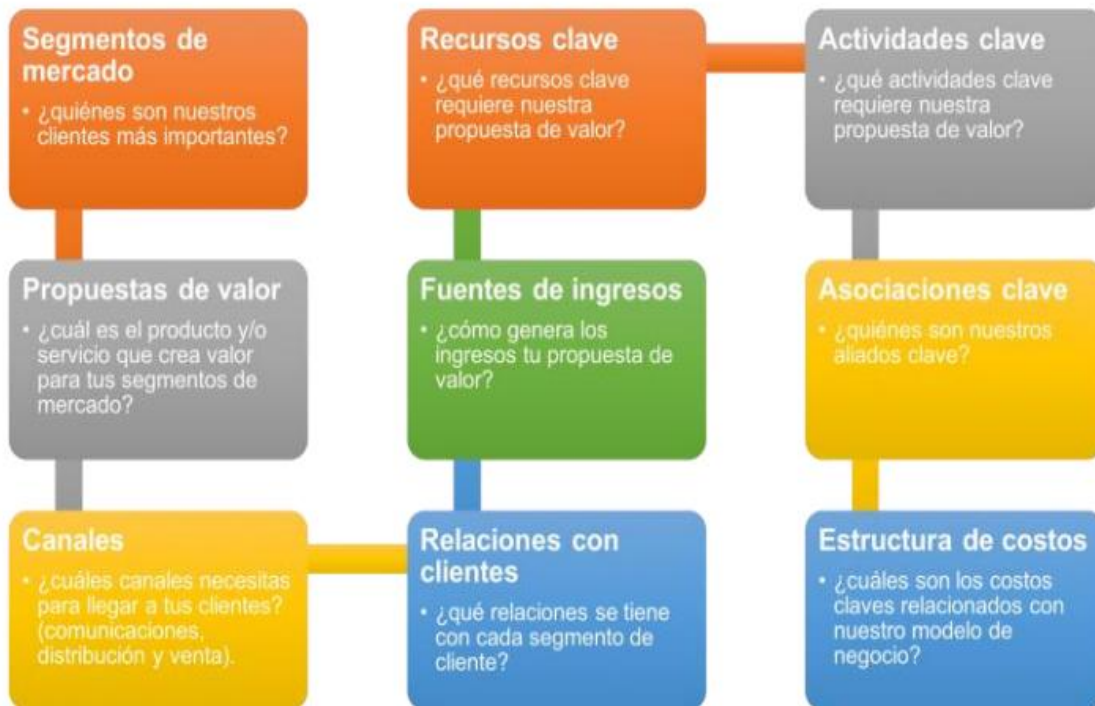 Segmentos de
mercado
• ¿quiénes son nuestros
clientes más importantes?
Propuestas de valor
• ¿cuál es el producto y/o
servicio que crea valor
para tus segmentos de
mercado?
Canales
• ¿cuáles canales necesitas
para llegar a tus clientes?
(comunicaciones,
distribución y venta).
Relaciones con
clientes
• ¿qué relaciones se tiene
con cada segmento de
cliente?
Fuentes de ingresos
• ¿cómo genera los
ingresos tu propuesta de
valor?
Recursos clave
• ¿qué recursos clave
requiere nuestra
propuesta de valor?
Actividades clave
• ¿qué actividades clave
requiere nuestra
propuesta de valor?
Asociaciones clave
• ¿quiénes son nuestros
aliados clave?
Estructura de costos
• ¿cuáles son los costos
claves relacionados con
nuestro modelo de
negocio?